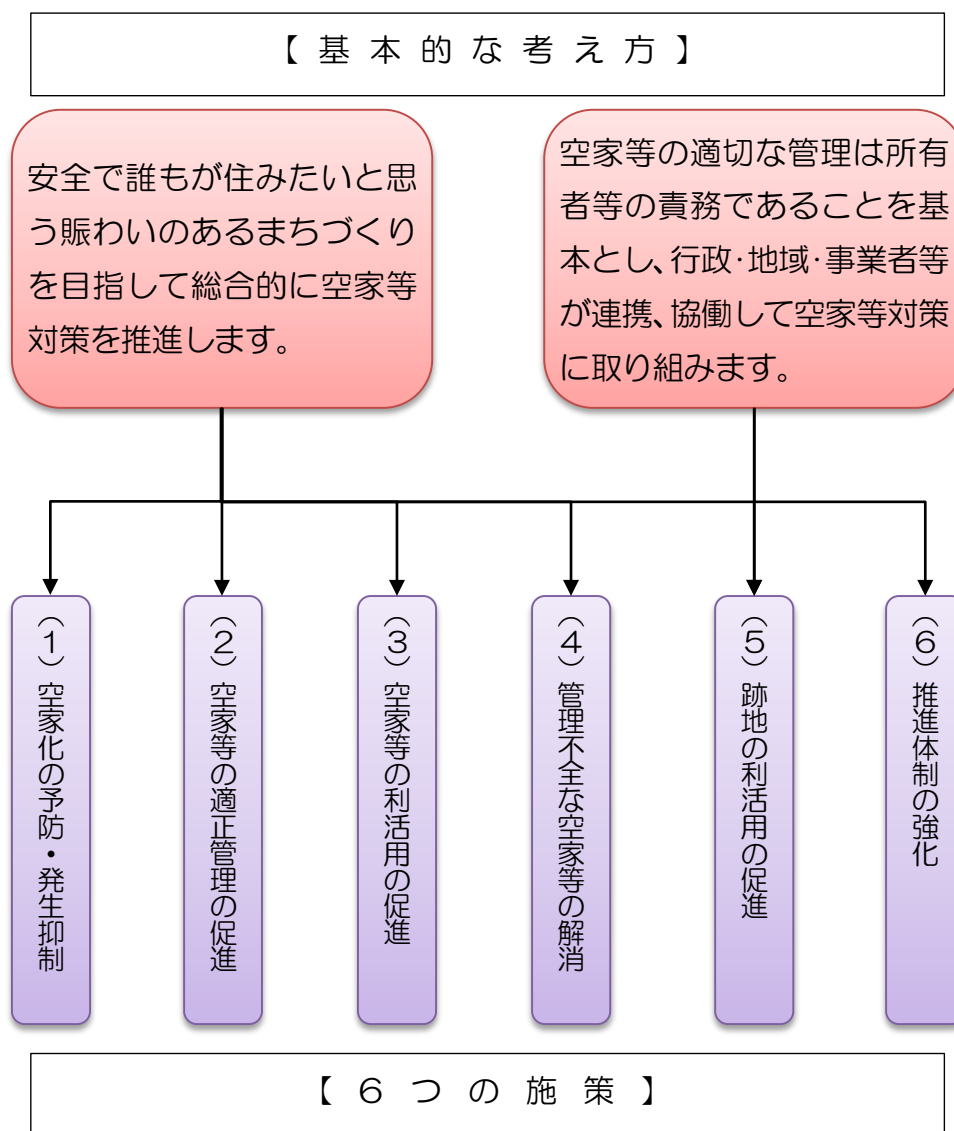 【基本的な考え方】
安全で誰もが住みたいと思
う賑わいのあるまちづくり
を目指して総合的に空家等
対策を推進します。
空家等の適切な管理は所有
者等の責務であることを基
本とし、行政・地域・事業者等
が連携、協働して空家等対策
に取り組みます。
（1）空家化の予防・発生抑制
（2）空家等の適正管理の促進
（3）空家等の利活用の促進
（4）管理不全な空家等の解消
（5）跡地の利活用の促進
（6）推進体制の強化
【６つの施策】